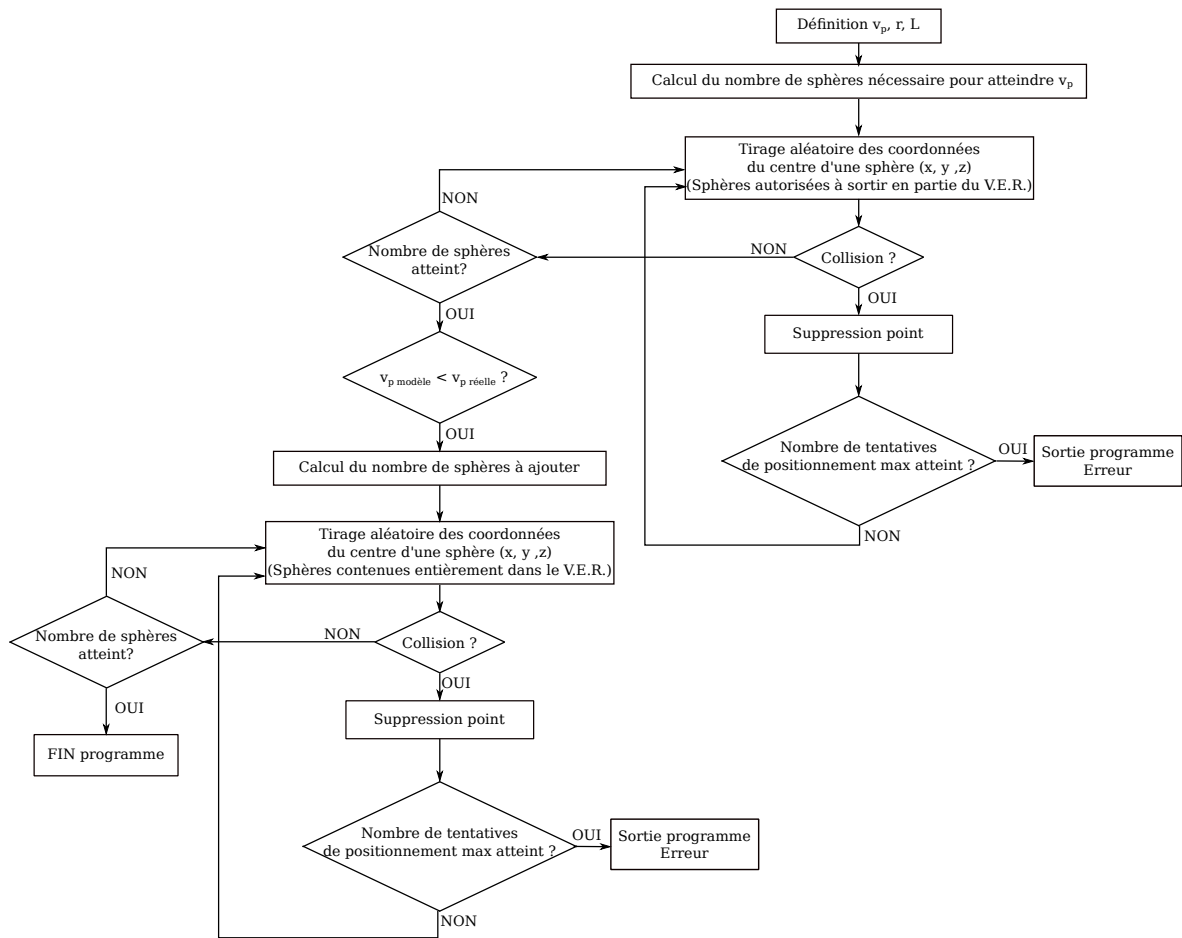 Définition vp, r, L
Calcul du nombre de sphères nécessaire pour atteindre vp
Tirage aléatoire des coordonnées
du centre d'une sphère (x, y ,z)
(Sphères autorisées à sortir en partie du V.E.R.)
NON
Collision ?
NON
Nombre de sphères
atteint?
OUI
OUI
Suppression point
vp modèle < vp réelle ?
OUI
Nombre de tentatives
de positionnement max atteint ?
OUI
Sortie programme
Erreur
NON
Calcul du nombre de sphères à ajouter
Tirage aléatoire des coordonnées
du centre d'une sphère (x, y ,z)
(Sphères contenues entièrement dans le V.E.R.)
NON
Collision ?
NON
Nombre de sphères
atteint?
OUI
OUI
Suppression point
FIN programme
Nombre de tentatives
de positionnement max atteint ?
OUI
Sortie programme
Erreur
NON